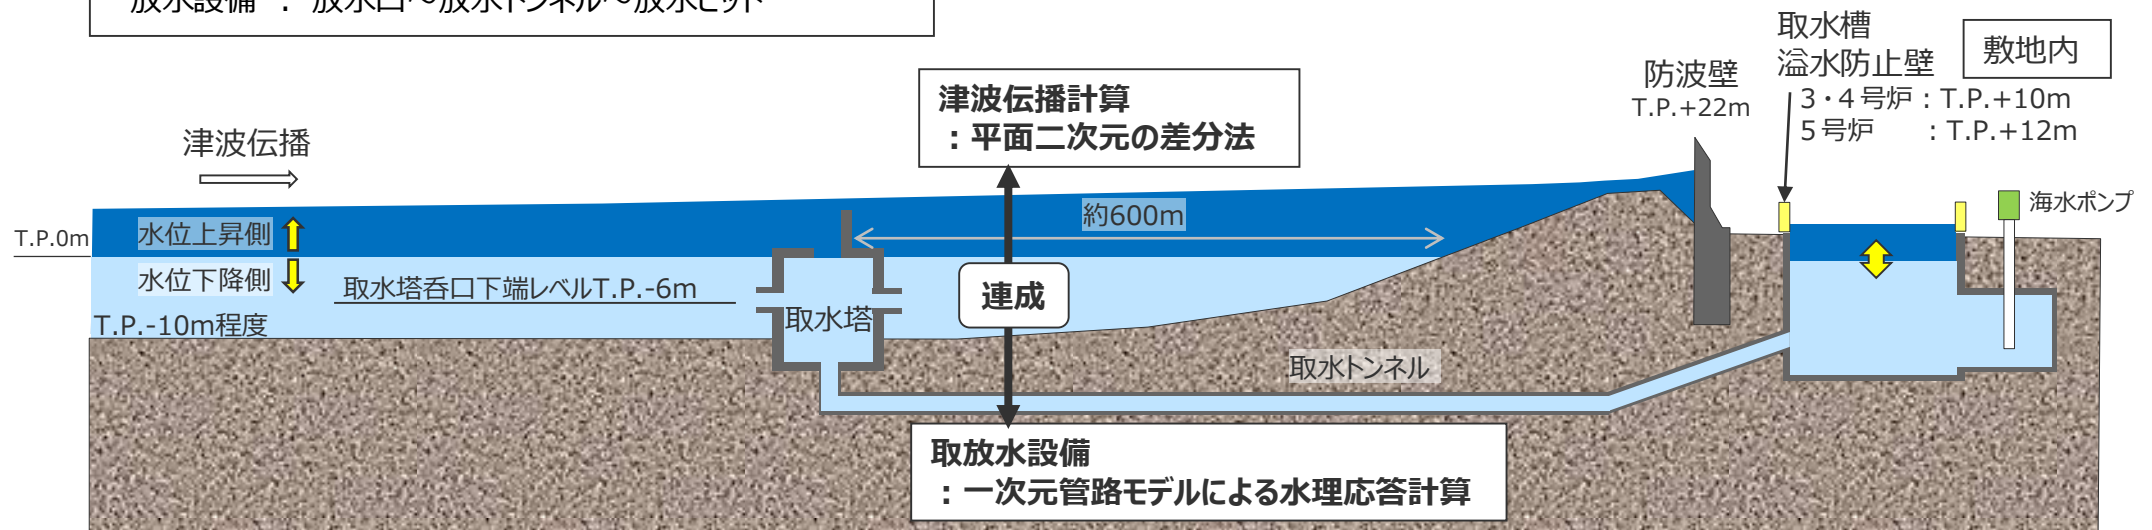 放水設備 : 放水口～放水トンネル～放水ピット
取水槽
溢水防止壁
3・4号炉：T.P.+10m
5号炉　　：T.P.+12m
敷地内
防波壁
T.P.+22m
津波伝播計算
：平面二次元の差分法
津波伝播
海水ポンプ
約600m
T.P.0m
水位上昇側
水位下降側
取水塔呑口下端レベルT.P.-6m
連成
T.P.-10m程度
取水塔
取水トンネル
取放水設備
：一次元管路モデルによる水理応答計算